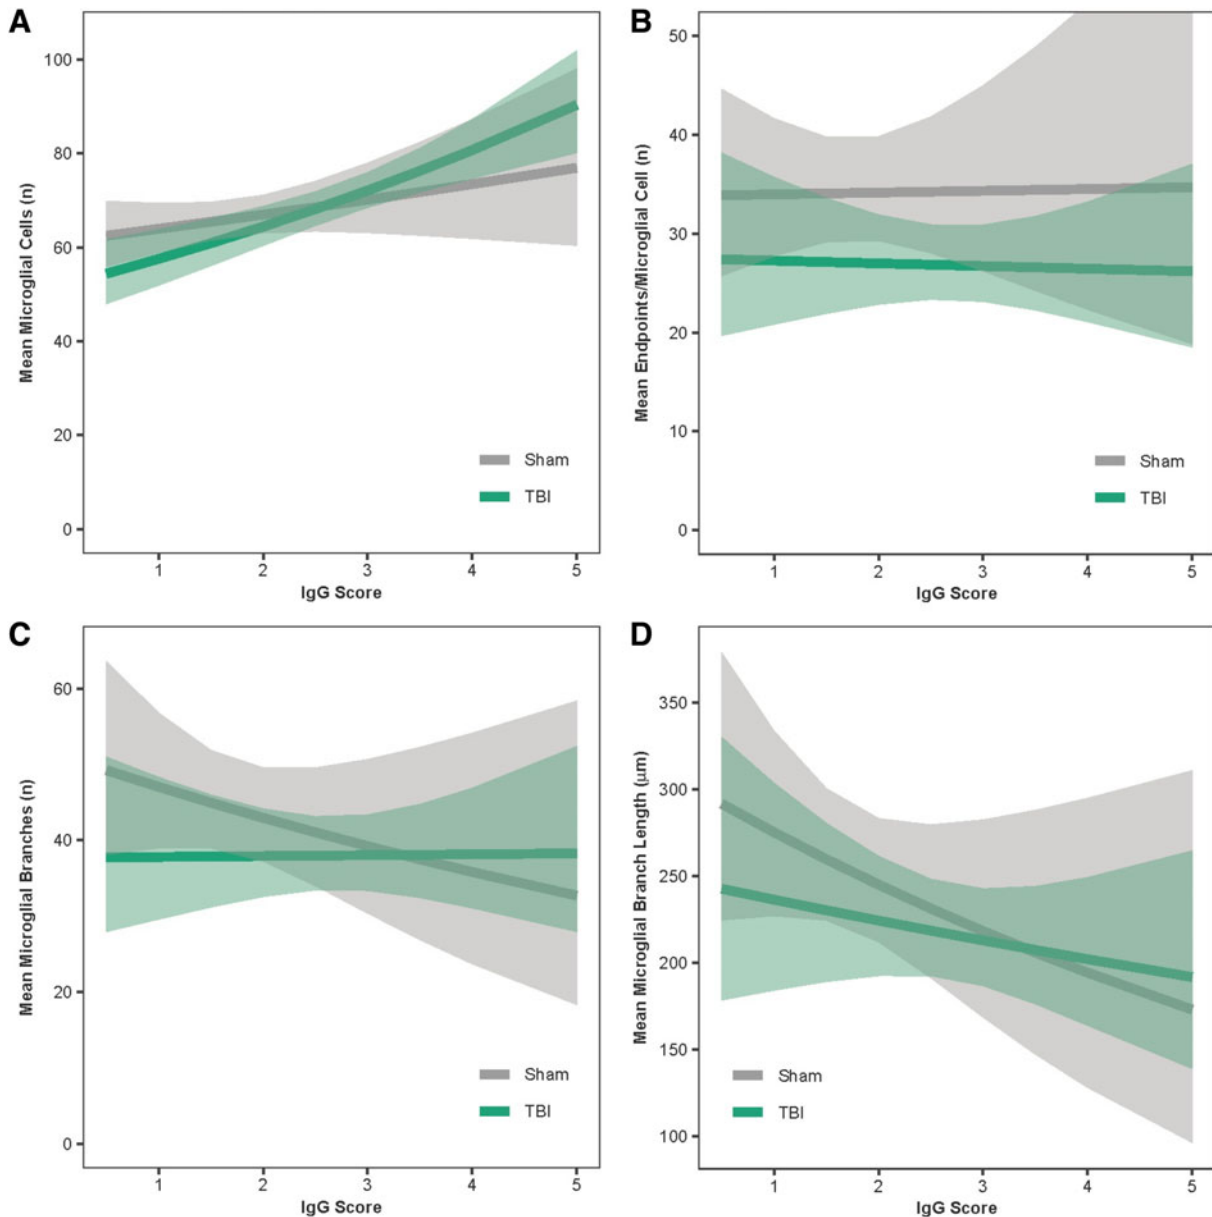 A
Mean Microglial Cells (n)
100
80
60
40
20
0
Sham
TBI
1 2 3 4 5
IgG Score
B
Mean Endpoints/Microglial Cell (n)
50
40
30
20
10
0
Sham
TBI
1 2 3 4 5
IgG Score
C
Mean Microglial Branches (n)
60
40
20
0
Sham
TBI
1 2 3 4 5
IgG Score
D
Mean Microglial Branch Length (µm)
350
300
250
200
150
100
Sham
TBI
1 2 3 4 5
IgG Score